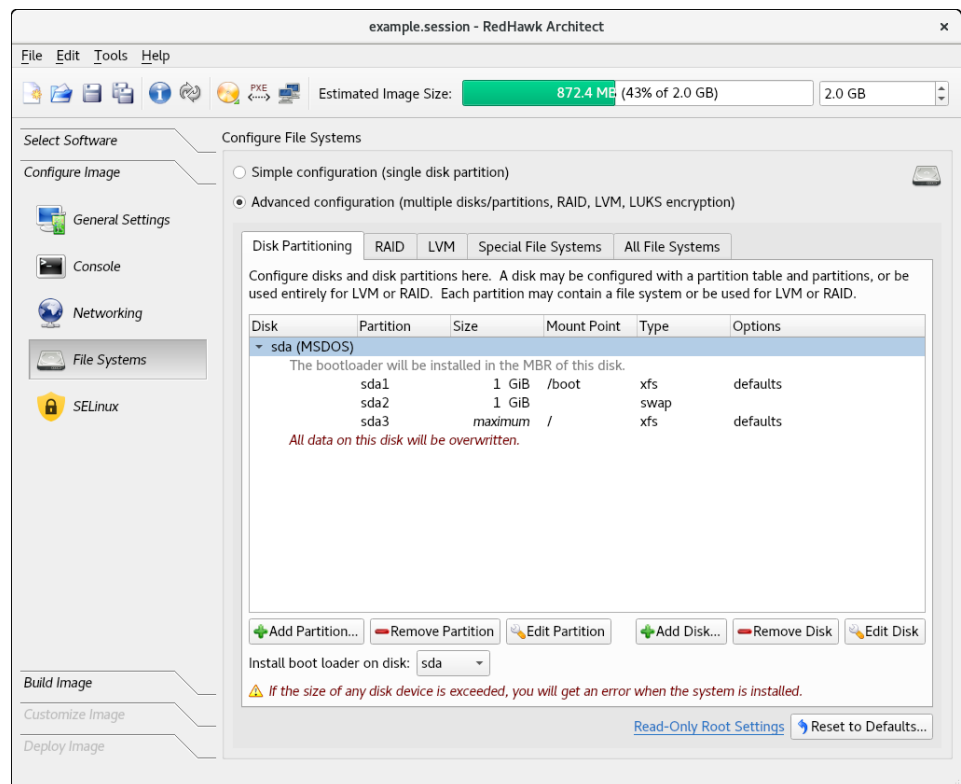 example.session - RedHawk Architect ×
File Edit Tools Help
PXE
Estimated Image Size: 872.4 MB (43% of 2.0 GB) 2.0 GB
Select Software
Configure Image
General Settings
Console
Networking
File Systems
SELinux
Build Image
Customize Image
Deploy Image
Configure File Systems
Simple configuration (single disk partition)
Advanced configuration (multiple disks/partitions, RAID, LVM, LUKS encryption)
Disk Partitioning RAID LVM Special File Systems All File Systems
Configure disks and disk partitions here. A disk may be configured with a partition table and partitions, or be
used entirely for LVM or RAID. Each partition may contain a file system or be used for LVM or RAID.
Disk Partition Size Mount Point Type Options
sda (MSDOS)
The bootloader will be installed in the MBR of this disk.
sda1 1 GiB /boot xfs defaults
sda2 1 GiB swap
sda3 maximum / xfs defaults
All data on this disk will be overwritten.
Add Partition... Remove Partition Edit Partition Add Disk... Remove Disk Edit Disk
Install boot loader on disk: sda
If the size of any disk device is exceeded, you will get an error when the system is installed.
Read-Only Root Settings Reset to Defaults...